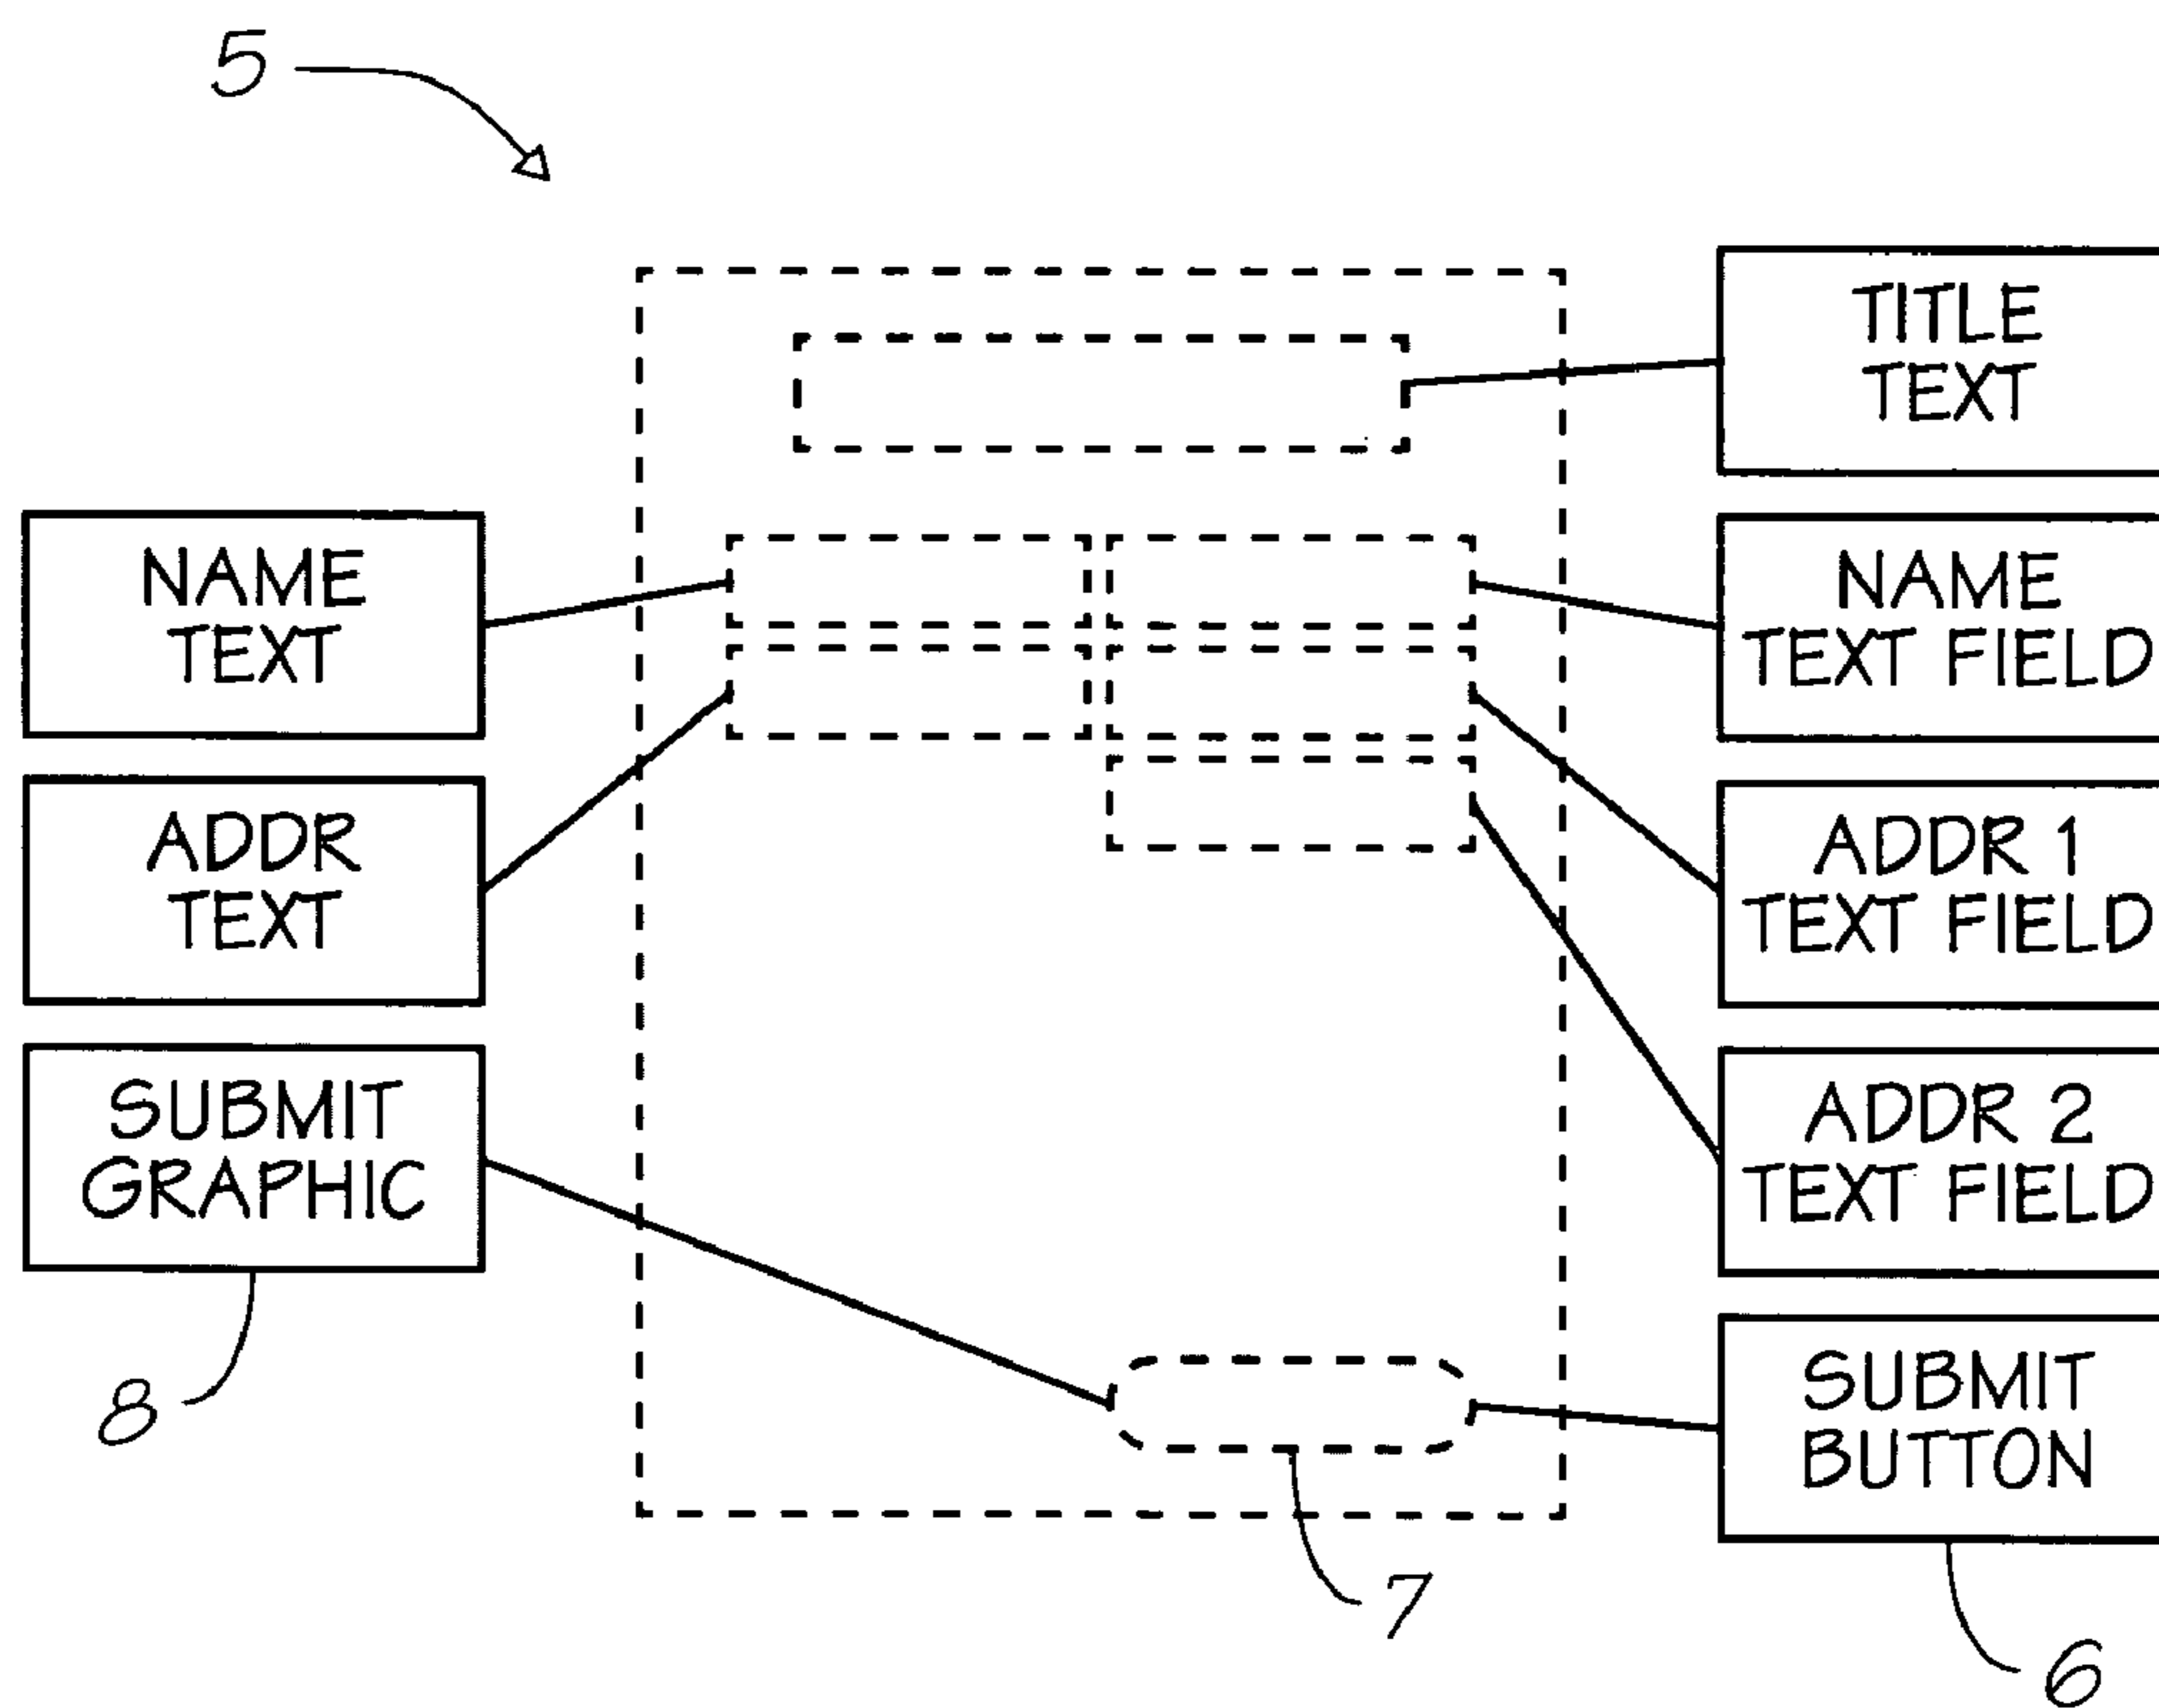 5
TITLE
TEXT
NAME
TEXT
NAME
TEXT FIELD
ADDR
TEXT
ADDR 1
TEXT FIELD
SUBMIT
GRAPHIC
ADDR 2
TEXT FIELD
8
SUBMIT
BUTTON
7
6